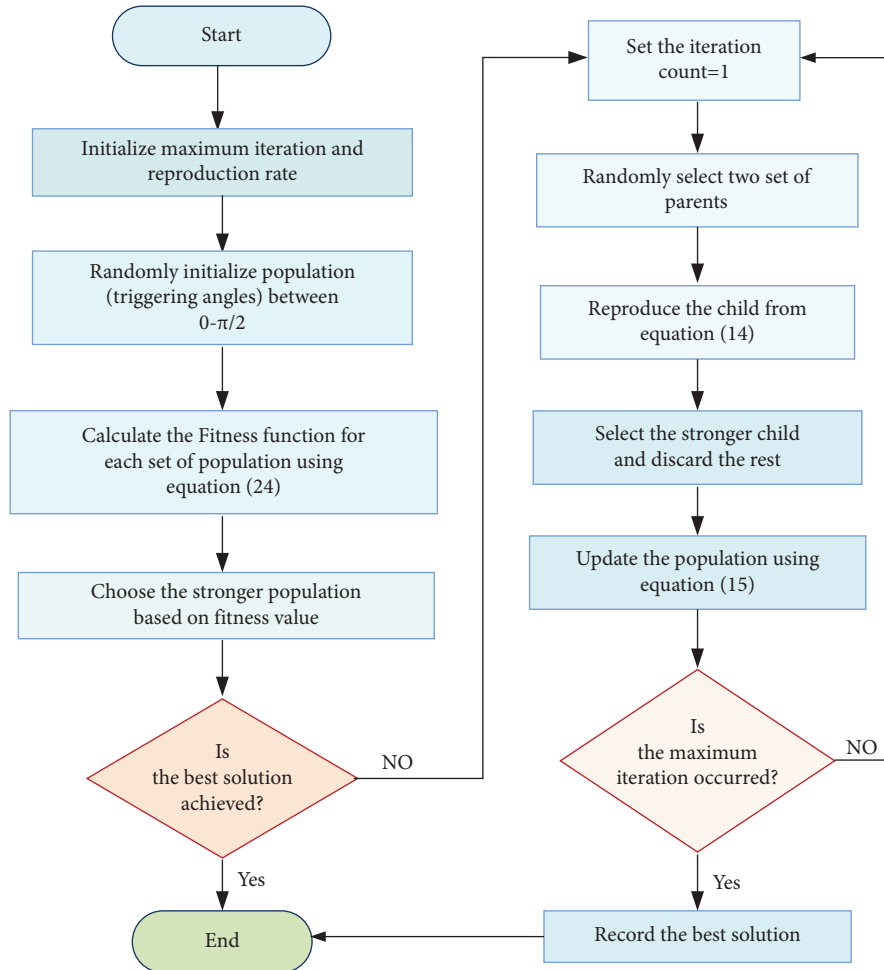 Start
Initialize maximum iteration and
reproduction rate
Randomly initialize population
(triggering angles) between
0-π/2
Calculate the Fitness function for
each set of population using
equation (24)
Choose the stronger population
based on fitness value
Is
the best solution
achieved?
NO
Yes
End
Set the iteration
count=1
Randomly select two set of
parents
Reproduce the child from
equation (14)
Select the stronger child
and discard the rest
Update the population using
equation (15)
Is
the maximum
iteration occurred?
NO
Yes
Record the best solution